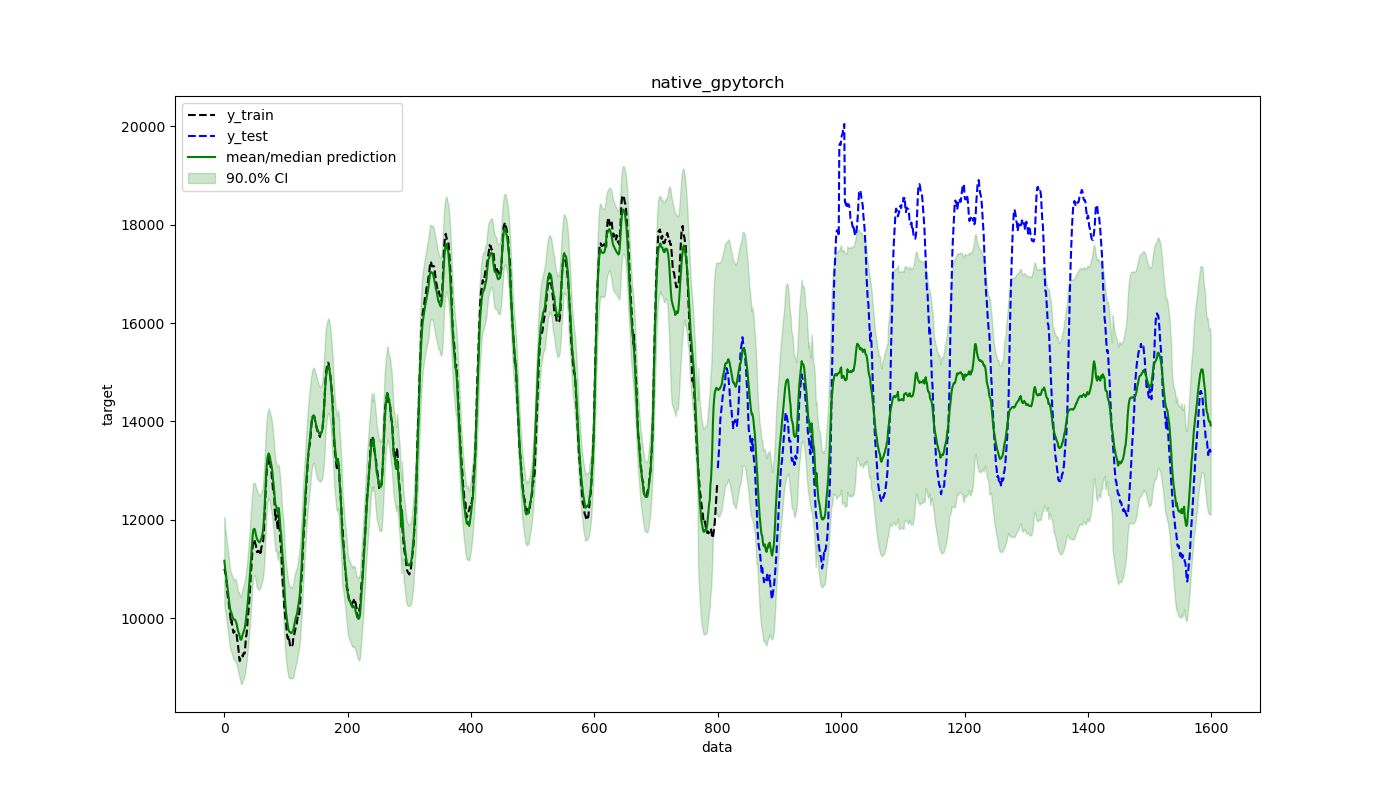 native_gpytorch
y_train
y_test
mean/median prediction
90.0% CI
20000
18000
16000
14000
12000
10000
target
0 200 400 600 800 1000 1200 1400 1600
data